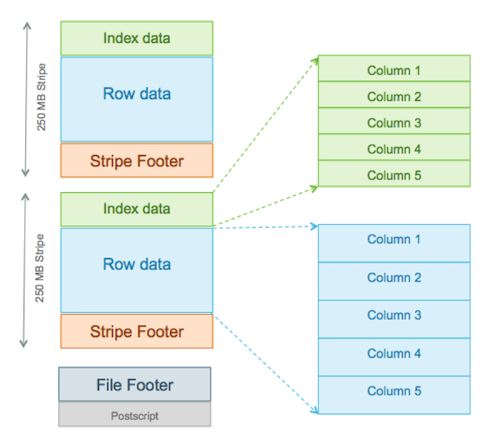 250 MB Stripe
Index data
Row data
Stripe Footer
250 MB Stripe
Index data
Row data
Stripe Footer
File Footer
Postscript
Column 1
Column 2
Column 3
Column 4
Column 5
Column 1
Column 2
Column 3
Column 4
Column 5